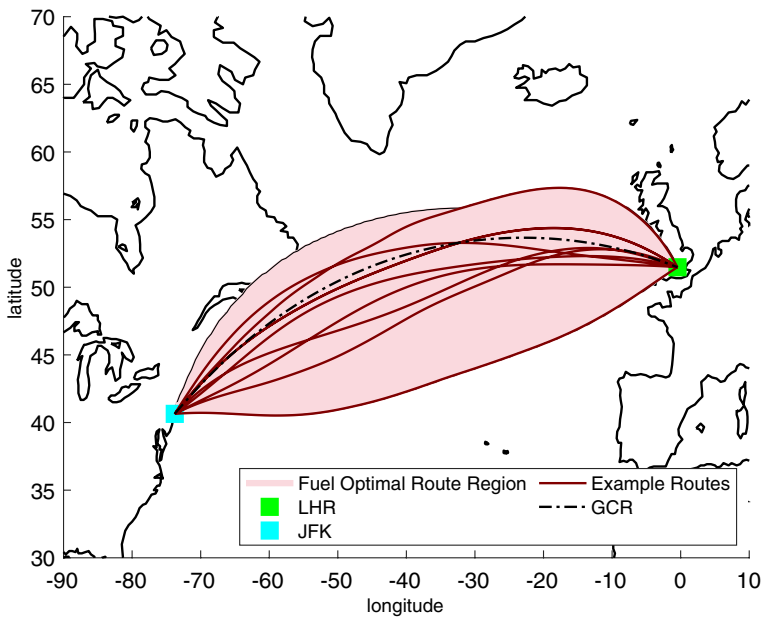 70
65
60
55
50
45
40
35
30
latitude
Fuel Optimal Route Region
Example Routes
LHR
GCR
JFK
-90 -80 -70 -60 -50 -40 -30 -20 -10 0 10
longitude